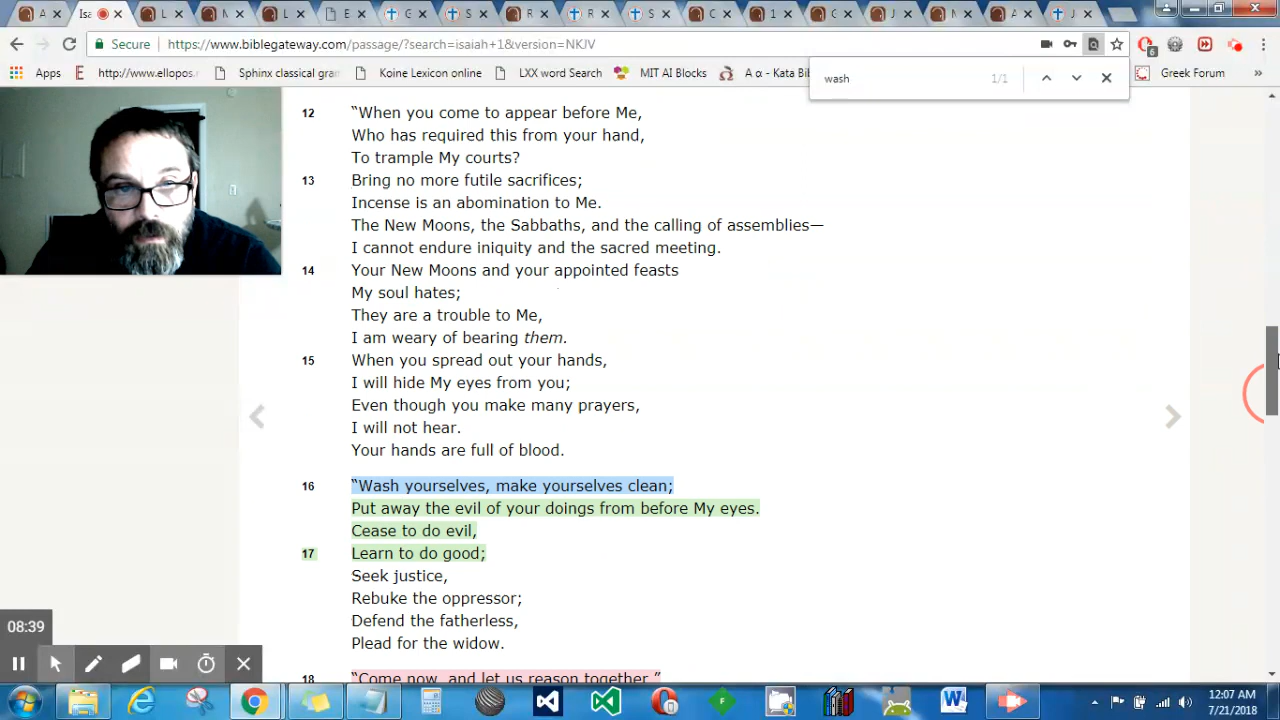 A
Isa
L
M
L
E
G
R
R
S
C
1
C
J
M
A
J
Secure
https://www.biblegateway.com/passage/?search=isaiah+1&version=NKJV
6
Apps
http://www.ellopos.
Sphinx classical gram
Koine Lexicon online
LXX word Search
MIT AI Blocks
Α α - Kata Bibl
Greek Forum
»
wash
1/1
12 “When you come to appear before Me,
Who has required this from your hand,
To trample My courts?
13 Bring no more futile sacrifices;
Incense is an abomination to Me.
The New Moons, the Sabbaths, and the calling of assemblies—
I cannot endure iniquity and the sacred meeting.
14 Your New Moons and your appointed feasts
My soul hates;
They are a trouble to Me,
I am weary of bearing them.
15 When you spread out your hands,
I will hide My eyes from you;
Even though you make many prayers,
I will not hear.
Your hands are full of blood.
16 “Wash yourselves, make yourselves clean;
Put away the evil of your doings from before My eyes.
Cease to do evil,
17 Learn to do good;
Seek justice,
Rebuke the oppressor;
Defend the fatherless,
Plead for the widow.
18 “Come now, and let us reason together,”
08:39
12:07 AM
7/21/2018